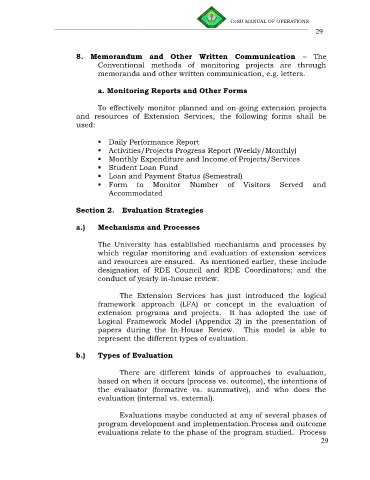 CvSU MANUAL OF OPERATIONS
29
8. Memorandum and Other Written Communication – The
Conventional methods of monitoring projects are through
memoranda and other written communication, e.g. letters.
a. Monitoring Reports and Other Forms
To effectively monitor planned and on-going extension projects
and resources of Extension Services, the following forms shall be
used:
▪ Daily Performance Report
▪ Activities/Projects Progress Report (Weekly/Monthly)
▪ Monthly Expenditure and Income of Projects/Services
▪ Student Loan Fund
▪ Loan and Payment Status (Semestral)
▪ Form to Monitor Number of Visitors Served and
Accommodated
Section 2. Evaluation Strategies
a.) Mechanisms and Processes
The University has established mechanisms and processes by
which regular monitoring and evaluation of extension services
and resources are ensured. As mentioned earlier, these include
designation of RDE Council and RDE Coordinators; and the
conduct of yearly in-house review.
The Extension Services has just introduced the logical
framework approach (LFA) or concept in the evaluation of
extension programs and projects. It has adopted the use of
Logical Framework Model (Appendix 2) in the presentation of
papers during the In-House Review. This model is able to
represent the different types of evaluation.
b.) Types of Evaluation
There are different kinds of approaches to evaluation,
based on when it occurs (process vs. outcome), the intentions of
the evaluator (formative vs. summative), and who does the
evaluation (internal vs. external).
Evaluations maybe conducted at any of several phases of
program development and implementation.Process and outcome
evaluations relate to the phase of the program studied. Process
29